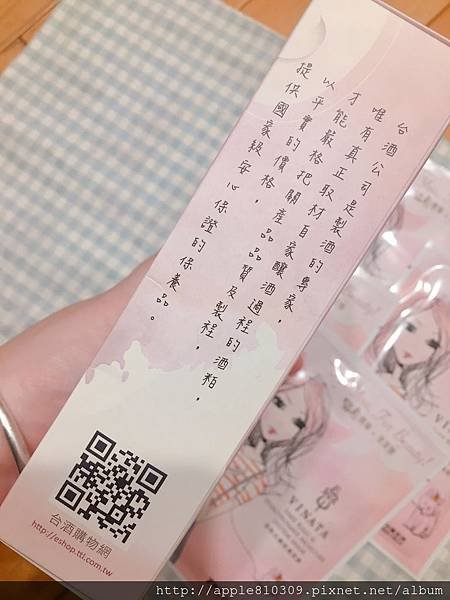 台酒公司是製酒的專家，
唯有真正取材自家釀酒過程的酒粕，
才能嚴格把關產品品質及製程，
以平實的價格，
提供國家級安心保證的保養品。
台酒購物網
http://eshop.ttl.com.tw
For Beauty!
VINATA
http://apple810309.pixnet.net/album